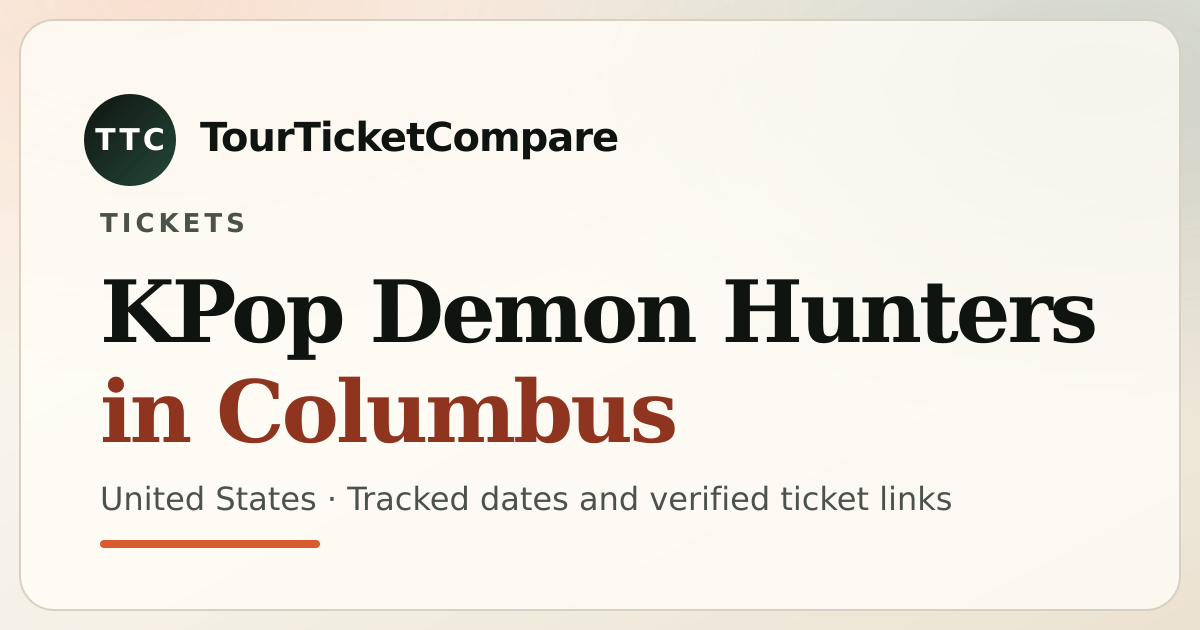 TTC TourTicketCompare
TICKETS
KPop Demon Hunters
in Columbus
United States · Tracked dates and verified ticket links